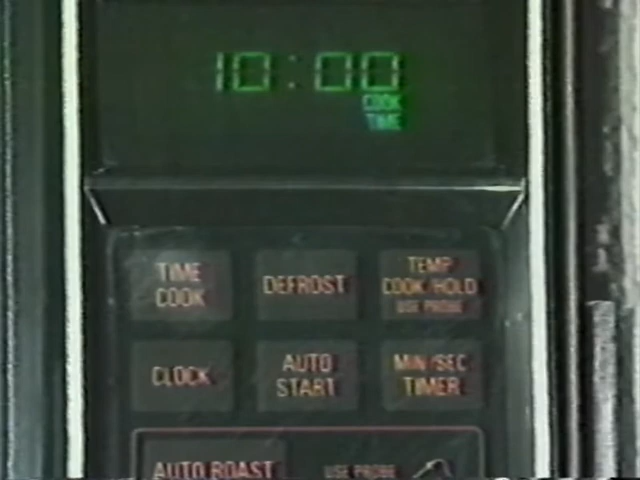 10:00
COOK
TIME
TIME
COOK
DEFROST
TEMP
COOK/HOLD
USE PROBE
CLOCK
AUTO
START
MIN/SEC
TIMER
AUTO ROAST
USE PROBE